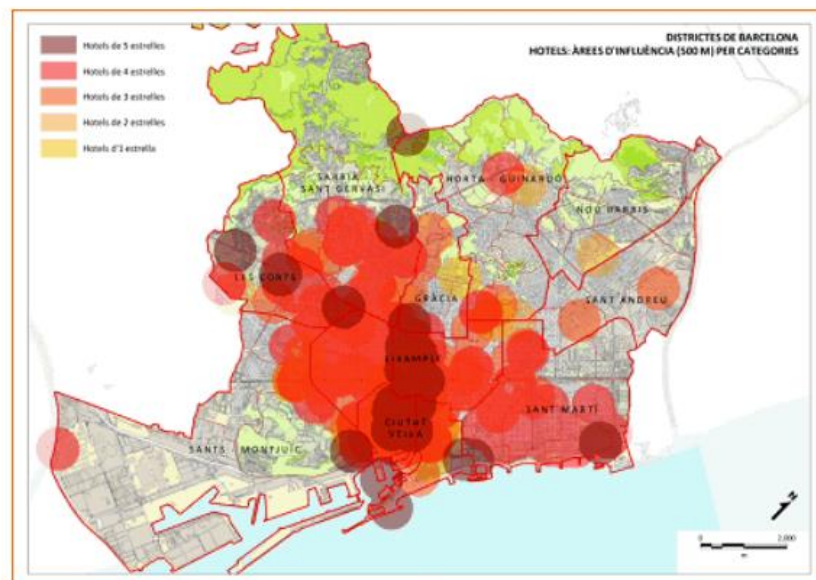 DISTRICTES DE BARCELONA
HOTELS: ÀREES D'INFLUÈNCIA (500 M) PER CATEGORIES
Hotels de 5 estrelles
Hotels de 4 estrelles
Hotels de 3 estrelles
Hotels de 2 estrelles
Hotels d'1 estrella
SARRIÀ
SANT GERVASI
HORTA - GUINARDÓ
NOU BARRIS
LES CORTS
GRÀCIA
SANT ANDREU
EIXAMPLE
SANT MARTÍ
CIUTAT
VELLA
SANTS - MONTJUÏC
N
0
2,000
m